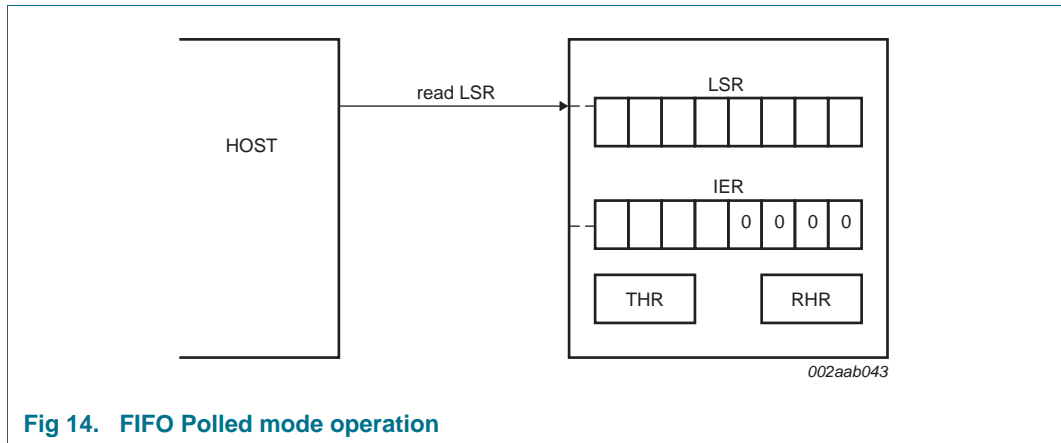 read LSR
LSR
HOST
IER
0 0 0 0
THR RHR
002aab043
Fig 14. FIFO Polled mode operation